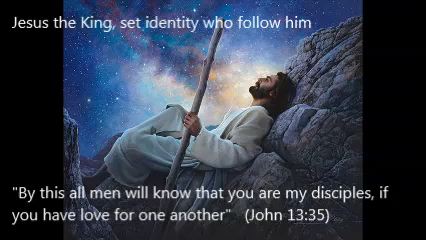 Jesus the King, set identity who follow him
"By this all men will know that you are my disciples, if
you have love for one another"   (John 13:35)